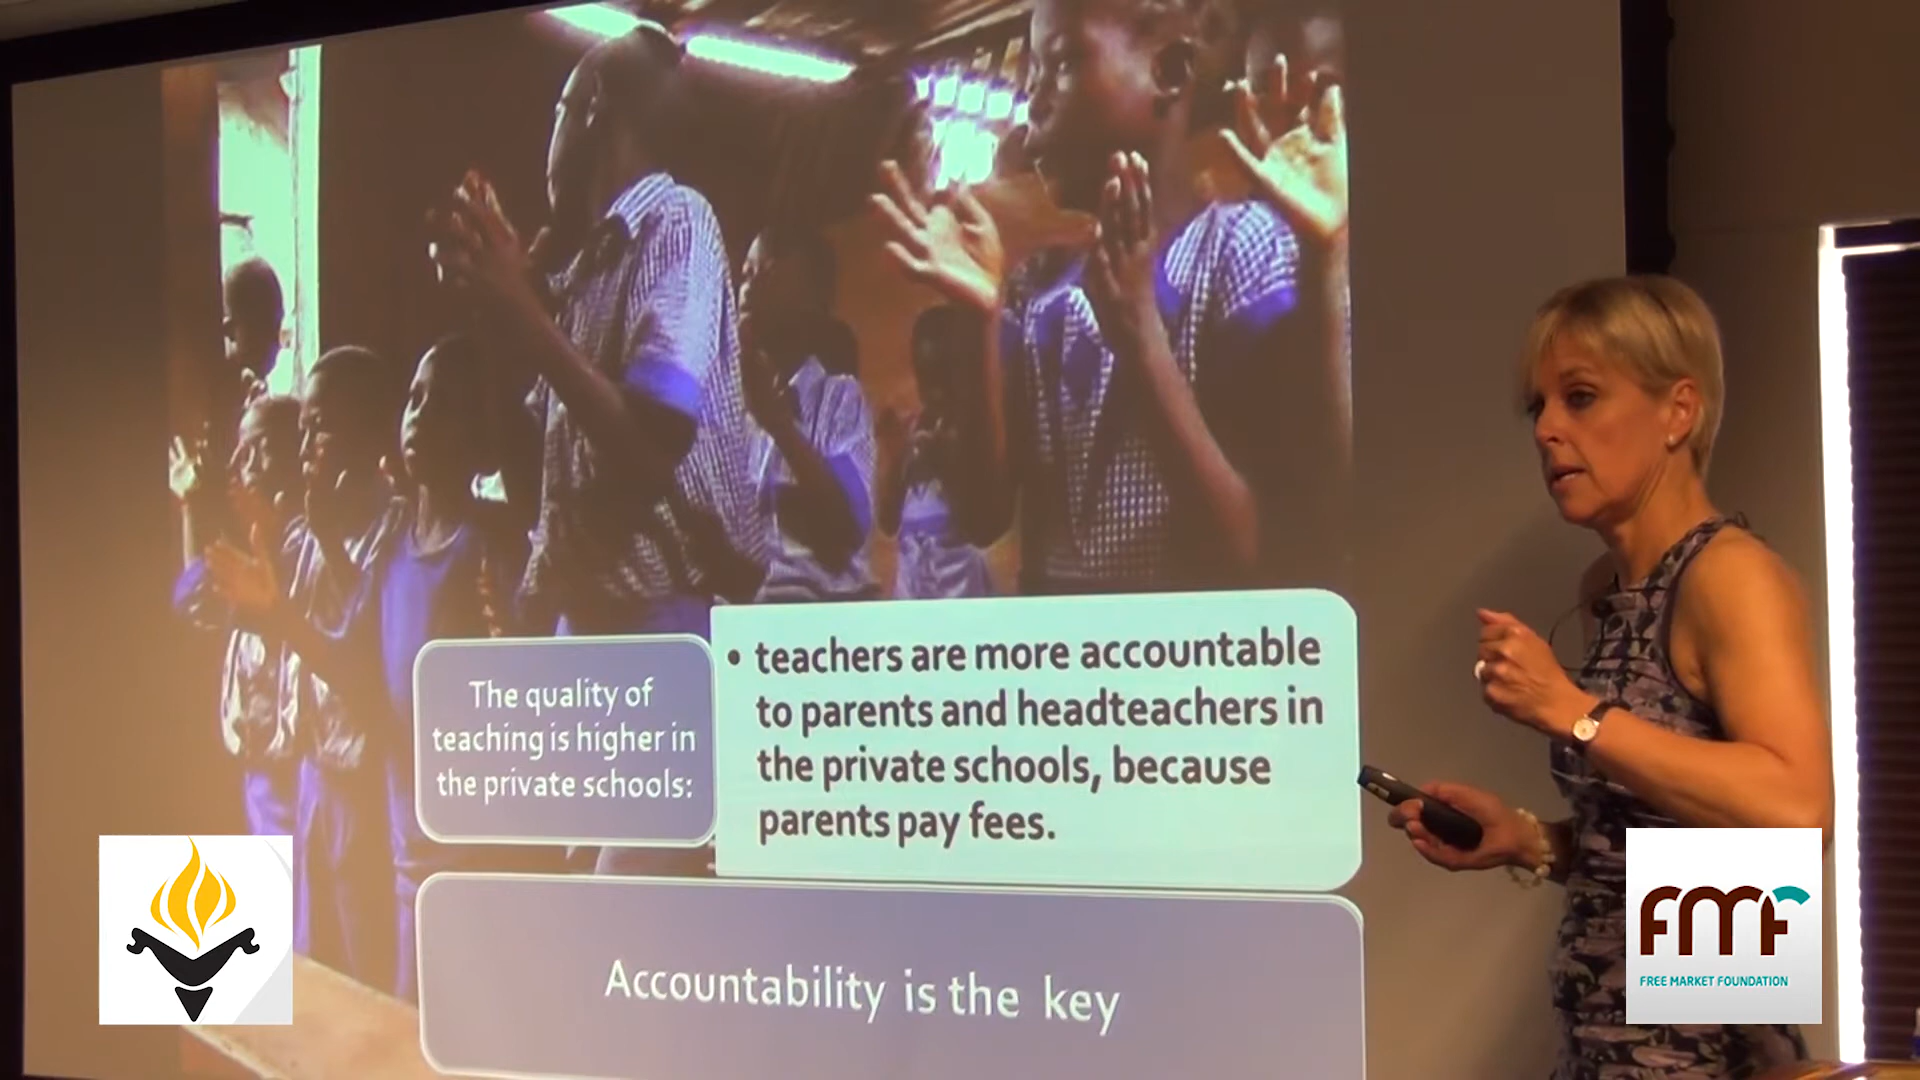 The quality of
teaching is higher in
the private schools:
• teachers are more accountable
to parents and headteachers in
the private schools, because
parents pay fees.
Accountability is the key
FMF
FREE MARKET FOUNDATION